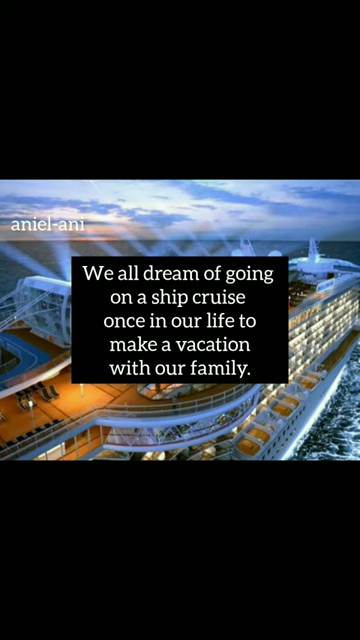 aniel-ani
We all dream of going
on a ship cruise
once in our life to
make a vacation
with our family.